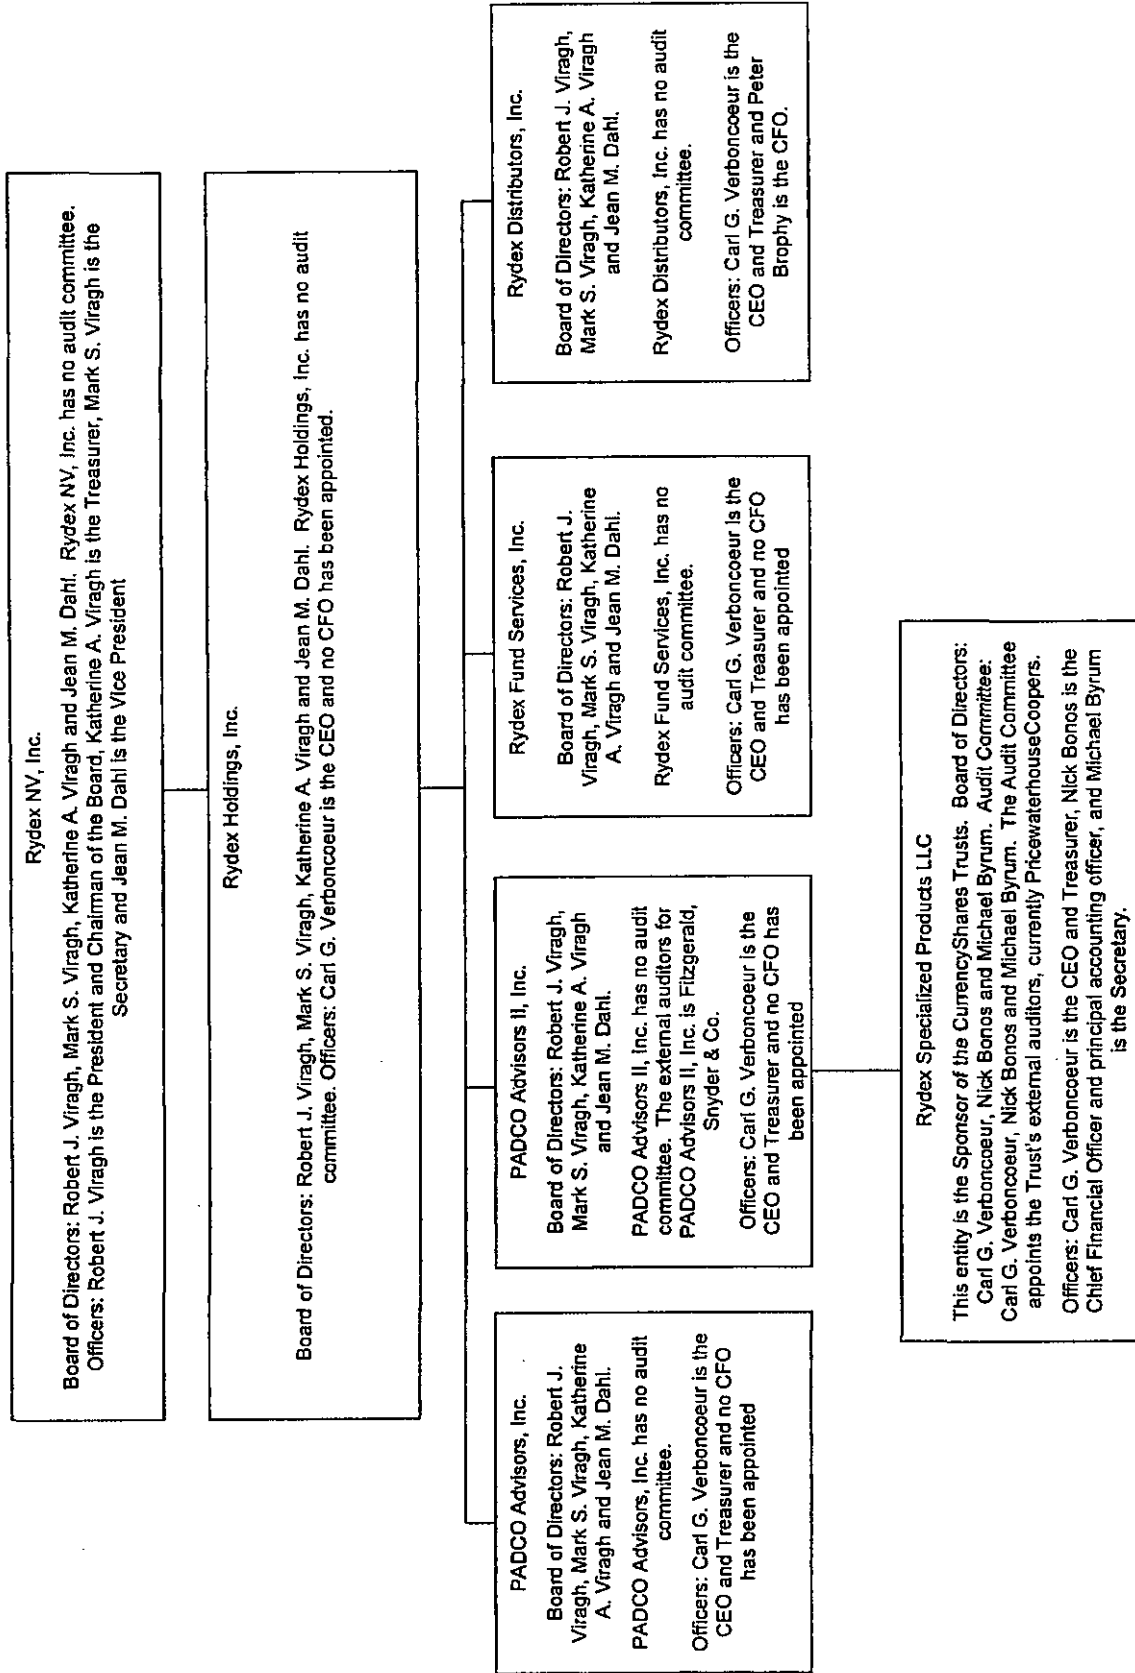 Rydex NV, Inc.
Board of Directors: Robert J. Viragh, Mark S. Viragh, Katherine A. Viragh and Jean M. Dahl.  Rydex NV, Inc. has no audit committee.
Officers: Robert J. Viragh is the President and Chairman of the Board, Katherine A. Viragh is the Treasurer, Mark S. Viragh is the
Secretary and Jean M. Dahl is the Vice President
Rydex Holdings, Inc.
Board of Directors: Robert J. Viragh, Mark S. Viragh, Katherine A. Viragh and Jean M. Dahl.  Rydex Holdings, Inc. has no audit
committee. Officers: Carl G. Verboncoeur is the CEO and no CFO has been appointed.
PADCO Advisors, Inc.
Board of Directors: Robert J.
Viragh, Mark S. Viragh, Katherine
A. Viragh and Jean M. Dahl.
PADCO Advisors, Inc. has no audit
committee.
Officers: Carl G. Verboncoeur is the
CEO and Treasurer and no CFO
has been appointed
PADCO Advisors II, Inc.
Board of Directors: Robert J. Viragh,
Mark S. Viragh, Katherine A. Viragh
and Jean M. Dahl.
PADCO Advisors II, Inc. has no audit
committee.  The external auditors for
PADCO Advisors II, Inc. is Fitzgerald,
Snyder & Co.
Officers: Carl G. Verboncoeur is the
CEO and Treasurer and no CFO has
been appointed
Rydex Fund Services, Inc.
Board of Directors: Robert J.
Viragh, Mark S. Viragh, Katherine
A. Viragh and Jean M. Dahl.
Rydex Fund Services, Inc. has no
audit committee.
Officers: Carl G. Verboncoeur is the
CEO and Treasurer and no CFO
has been appointed
Rydex Distributors, Inc.
Board of Directors: Robert J. Viragh,
Mark S. Viragh, Katherine A. Viragh
and Jean M. Dahl.
Rydex Distributors, Inc. has no audit
committee.
Officers: Carl G. Verboncoeur is the
CEO and Treasurer and Peter
Brophy is the CFO.
Rydex Specialized Products LLC
This entity is the Sponsor of the CurrencyShares Trusts.  Board of Directors:
Carl G. Verboncoeur, Nick Bonos and Michael Byrum.  Audit Committee:
Carl G. Verboncoeur, Nick Bonos and Michael Byrum.  The Audit Committee
appoints the Trust's external auditors, currently PricewaterhouseCoopers.
Officers: Carl G. Verboncoeur is the CEO and Treasurer, Nick Bonos is the
Chief Financial Officer and principal accounting officer, and Michael Byrum
is the Secretary.